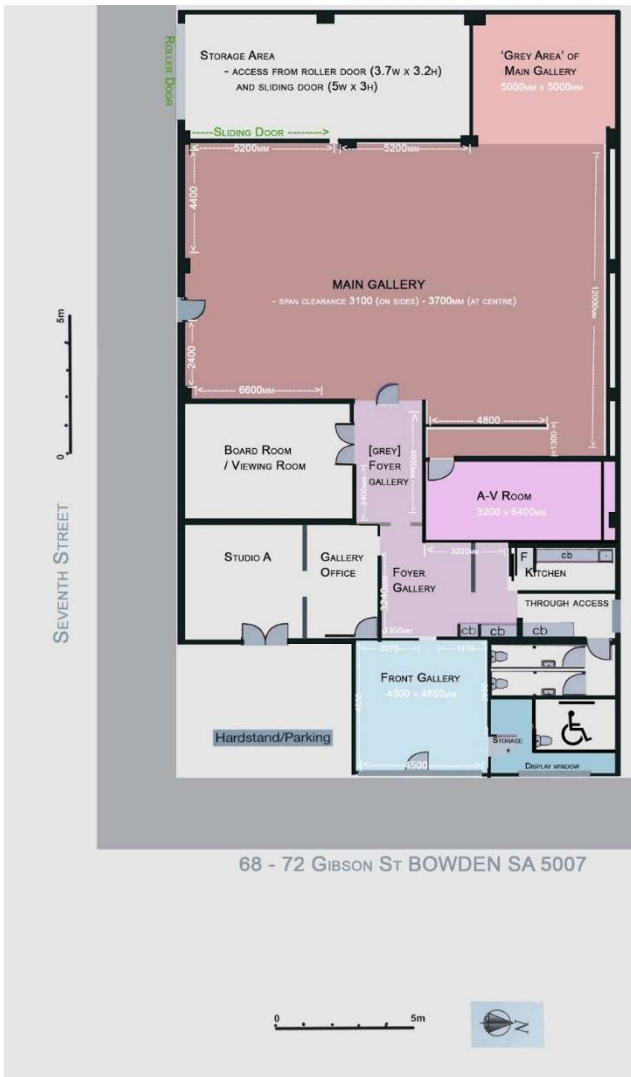 STORAGE AREA
- ACCESS FROM ROLLER DOOR (3.7W X 3.2H)
AND SLIDING DOOR (5W X 3H)
'GREY AREA' OF
MAIN GALLERY
5000MM X 5000MM
ROLLER DOOR
SLIDING DOOR
5200MM
5200MM
4400
MAIN GALLERY
- SPAN CLEARANCE 3100 (ON SIDES) - 3700MM (AT CENTRE)
12000MM
2400
6600MM
4800
1300
5m
0
BOARD ROOM
/ VIEWING ROOM
[GREY]
FOYER
GALLERY
2400MM
A-V ROOM
3200 X 6400MM
SEVENTH STREET
STUDIO A
GALLERY
OFFICE
FOYER
GALLERY
3200MM
3240MM
3300MM
F
cb
KITCHEN
THROUGH ACCESS
cb
cb
cb
FRONT GALLERY
4500 X 4850MM
4500
Hardstand/Parking
STORAGE
+
DISPLAY WINDOW
68 - 72 GIBSON ST BOWDEN SA 5007
0
5m
N